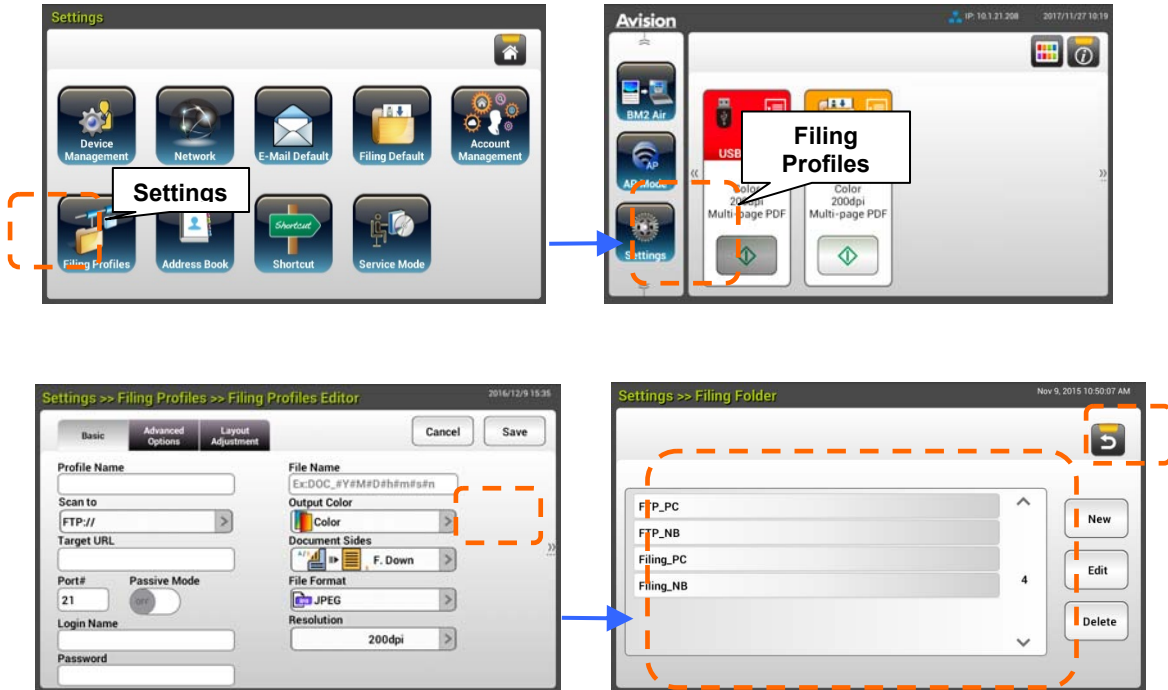 Settings
Device
Management
Network
E-Mail Default
Filing Default
Account
Management
Settings
Filing Profiles
Address Book
Shortcut
Shortcut
Service Mode
Avision
IP: 10.1.21.208
2017/11/27 10:19
BM2 Air
AP
AP Mode
Settings
USB
Filing
Profiles
Color
200dpi
Multi-page PDF
Color
200dpi
Multi-page PDF
Settings >> Filing Profiles >> Filing Profiles Editor
2016/12/9 15:35
Basic
Advanced
Options
Layout
Adjustment
Cancel
Save
Profile Name
Scan to
FTP://
Target URL
Port#
Passive Mode
21
OFF
Login Name
Password
File Name
Ex:DOC_#Y#M#D#h#m#s#n
Output Color
Color
Document Sides
F. Down
File Format
JPEG
Resolution
200dpi
Settings >> Filing Folder
Nov 9, 2015 10:50:07 AM
FTP_PC
FTP_NB
Filing_PC
Filing_NB
4
New
Edit
Delete